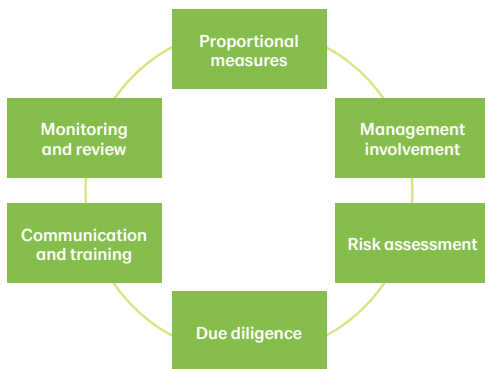 Proportional
measures
Management
involvement
Risk assessment
Due diligence
Communication
and training
Monitoring
and review